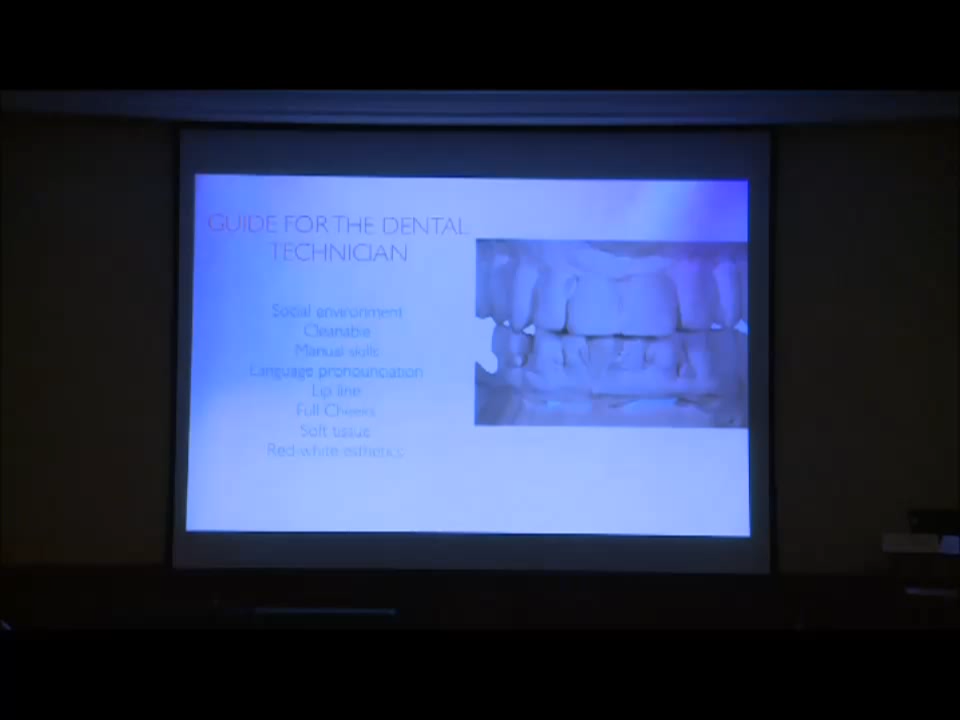 GUIDE FOR THE DENTAL
TECHNICIAN
Social environment
Cleanable
Manual skills
Language pronounciation
Lip line
Full Cheeks
Soft tissue
Red-white esthetics